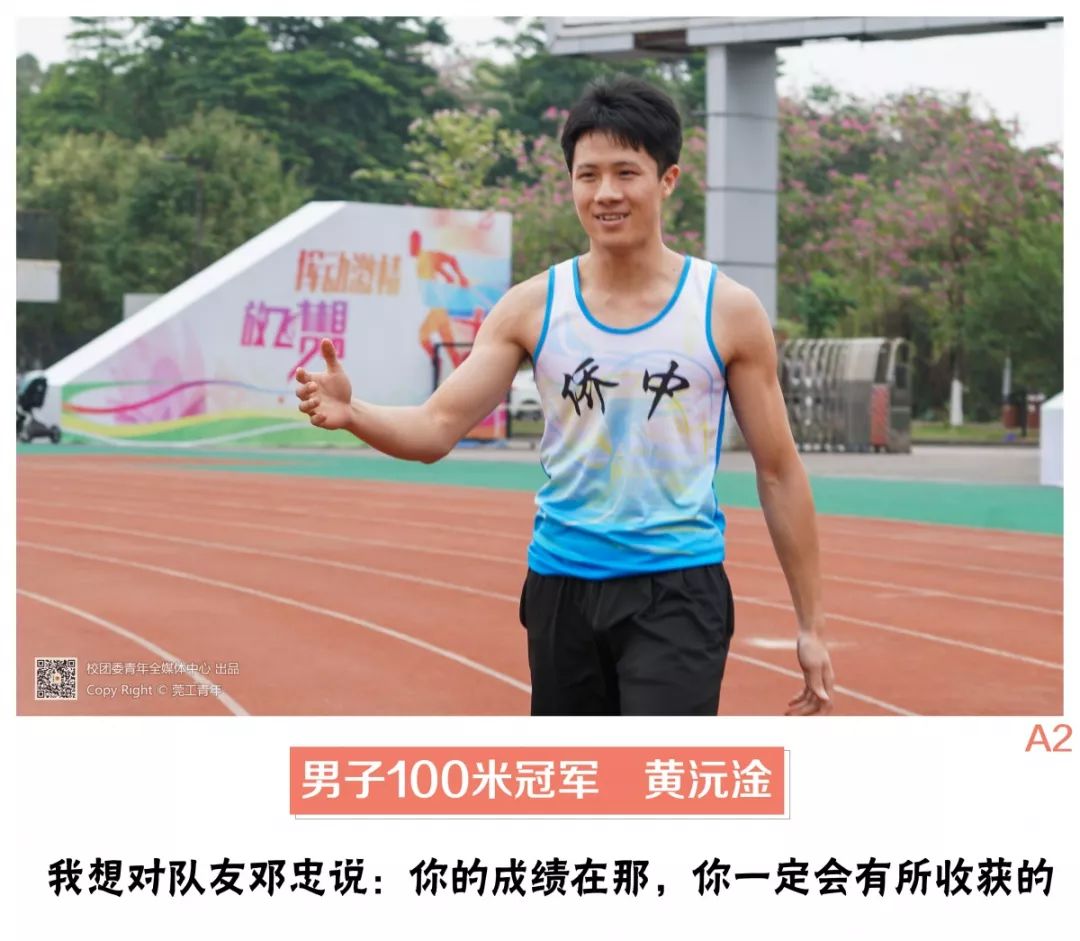 挥动激情
放飞梦想
侨中
校团委青年全媒体中心 出品
Copy Right © 莞工青年
A2
男子100米冠军 黄沅淦
我想对队友邓忠说：你的成绩在那，你一定会有所收获的